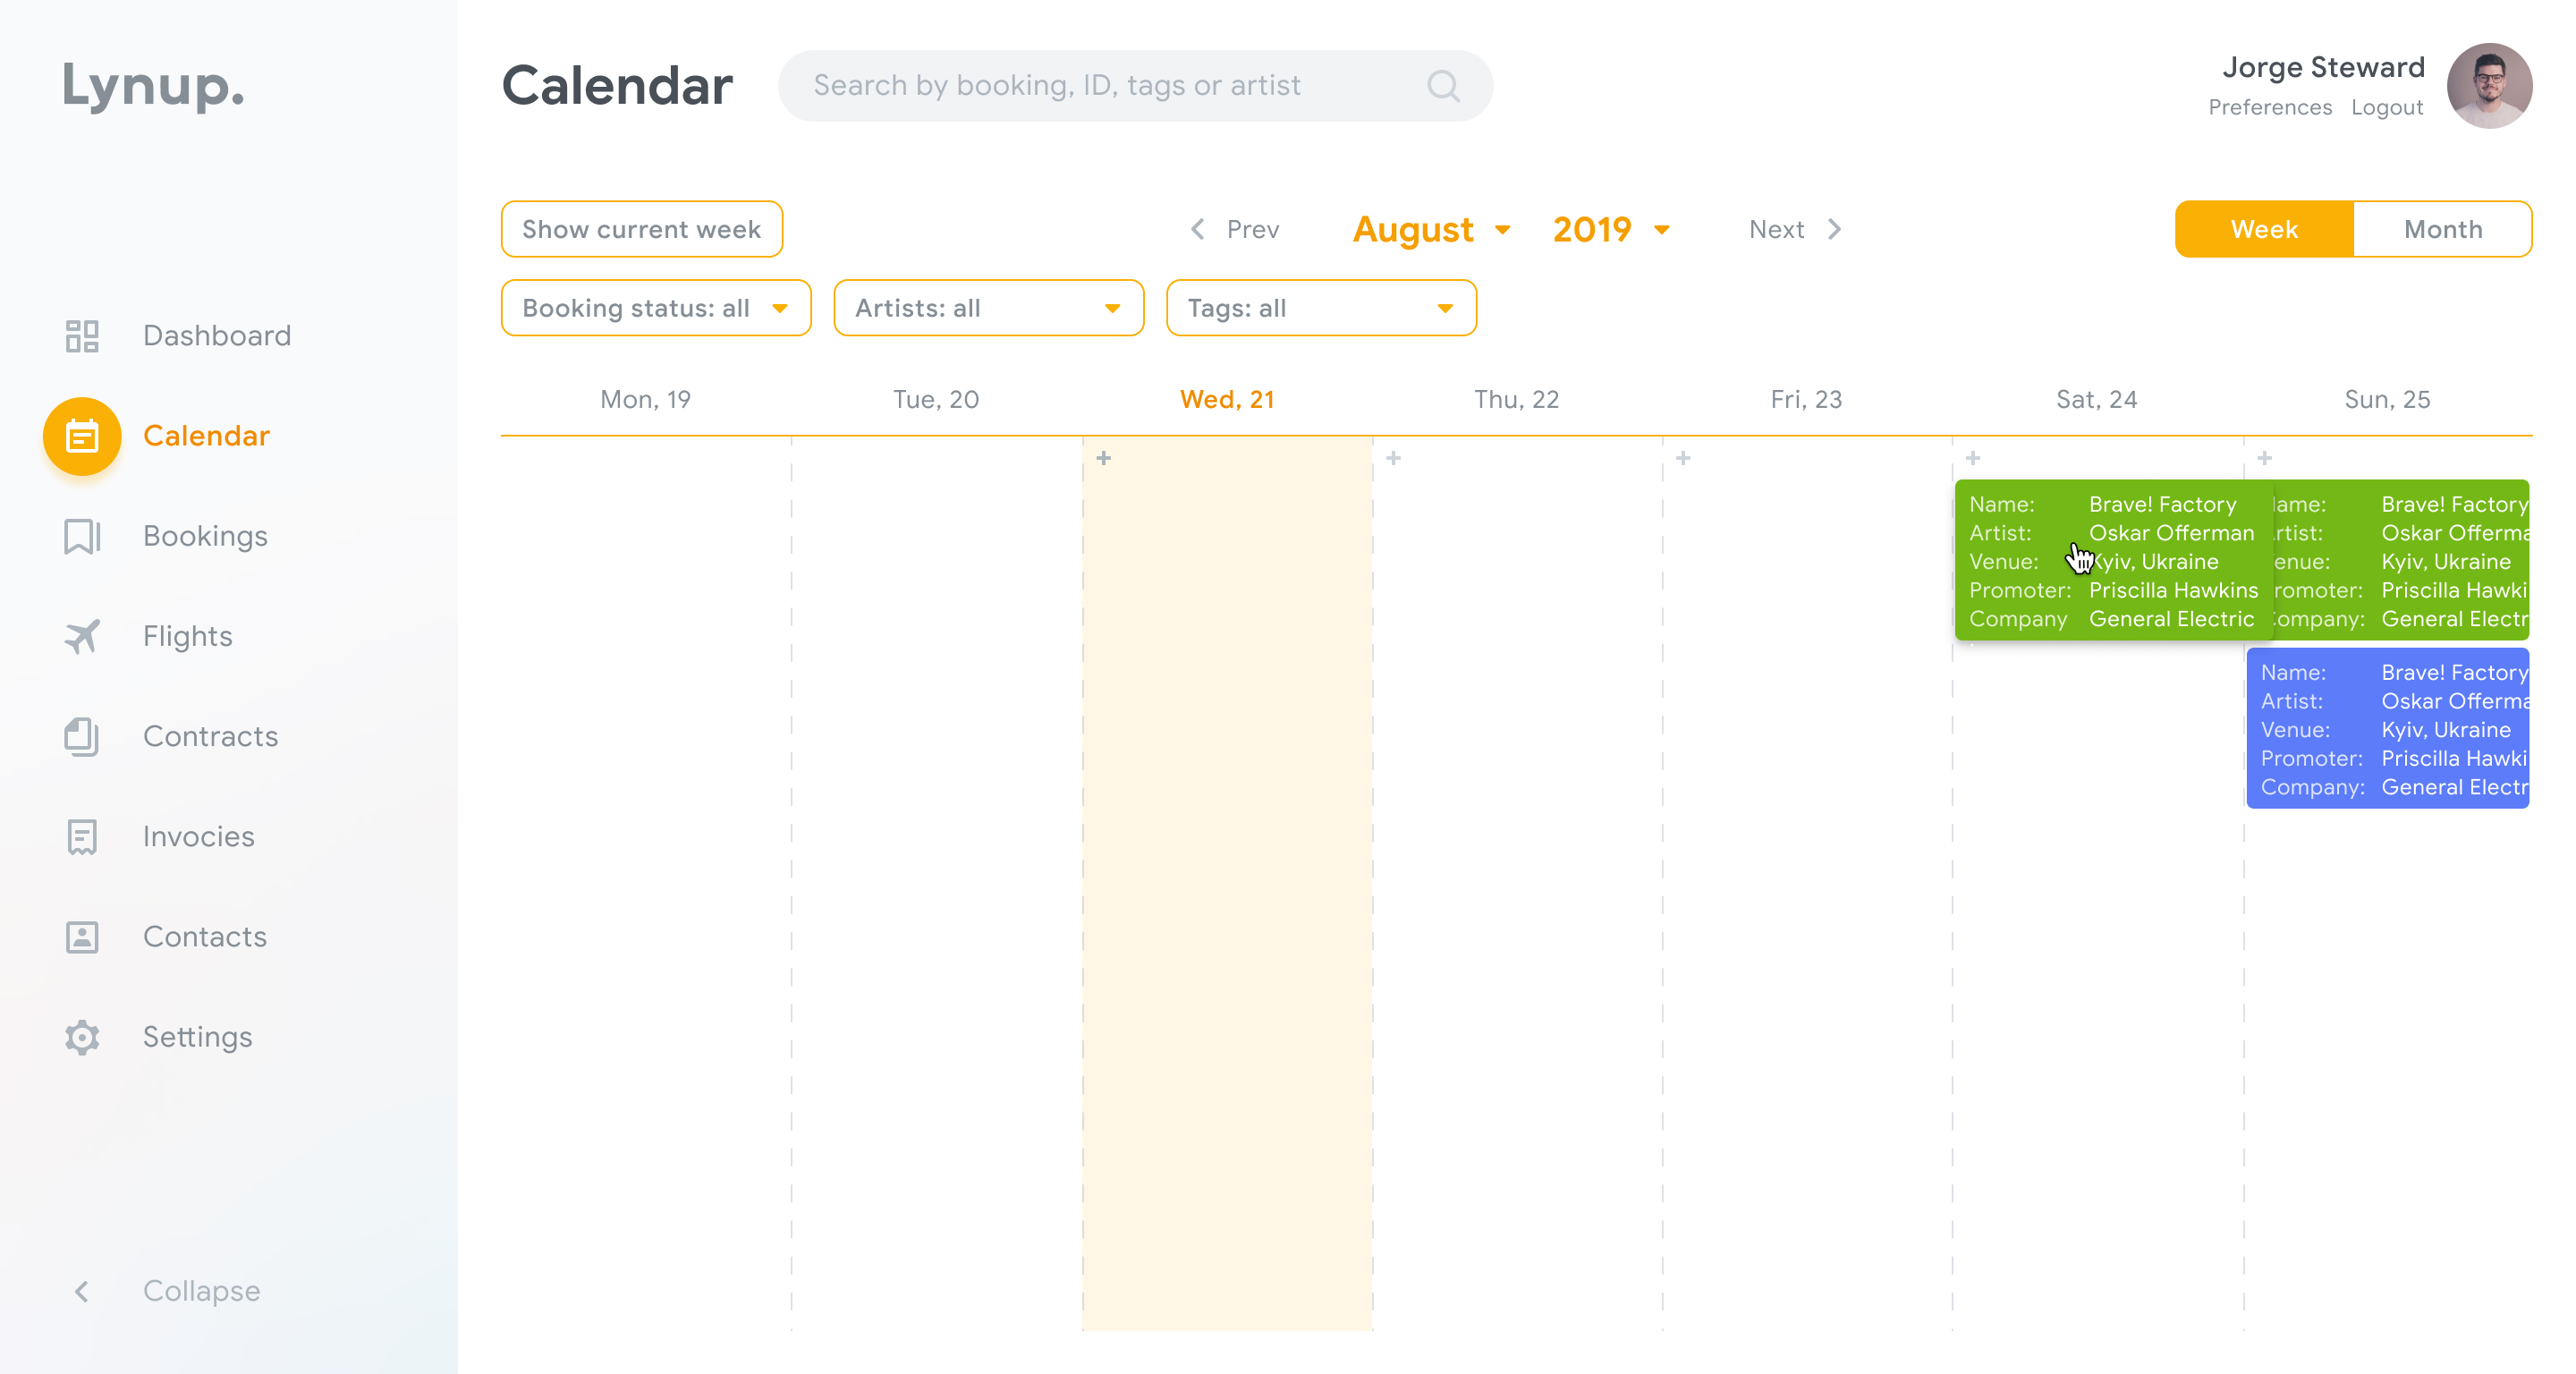 Lynup.
Calendar
Search by booking, ID, tags or artist
Jorge Steward
Preferences Logout
Show current week
Prev
August
2019
Next
Week
Month
Booking status: all
Artists: all
Tags: all
Dashboard
Calendar
Bookings
Flights
Contracts
Invocies
Contacts
Settings
Collapse
Mon, 19
Tue, 20
Wed, 21
Thu, 22
Fri, 23
Sat, 24
Sun, 25
+ + + + +
Name: Brave! Factory
Artist: Oskar Offerman
Venue: Kyiv, Ukraine
Promoter: Priscilla Hawkins
Company General Electric
ame: Brave! Factory
rtist: Oskar Offerma
enue: Kyiv, Ukraine
romoter: Priscilla Hawki
ompany: General Electr
Name: Brave! Factory
Artist: Oskar Offerma
Venue: Kyiv, Ukraine
Promoter: Priscilla Hawki
Company: General Electr